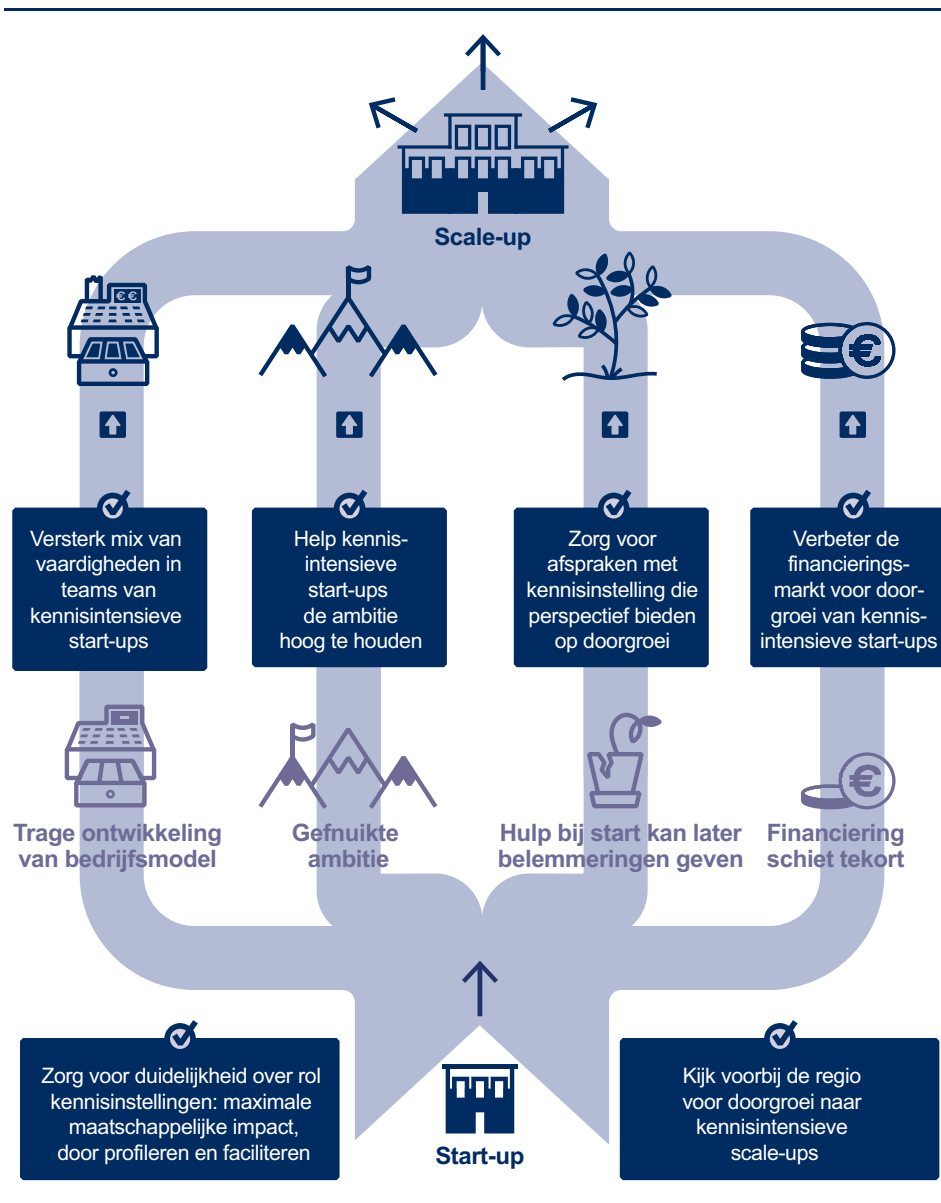 Scale-up
€€
€
Versterk mix van
vaardigheden in
teams van
kennisintensieve
start-ups
Help kennis-
intensieve
start-ups
de ambitie
hoog te houden
Zorg voor
afspraken met
kennisinstelling die
perspectief bieden
op doorgroei
Verbeter de
financierings-
markt voor door-
groei van kennis-
intensieve start-ups
€
Trage ontwikkeling
van bedrijfsmodel
Gefnuikte
ambitie
Hulp bij start kan later
belemmeringen geven
Financiering
schiet tekort
Zorg voor duidelijkheid over rol
kennisinstellingen: maximale
maatschappelijke impact,
door profileren en faciliteren
Start-up
Kijk voorbij de regio
voor doorgroei naar
kennisintensieve
scale-ups